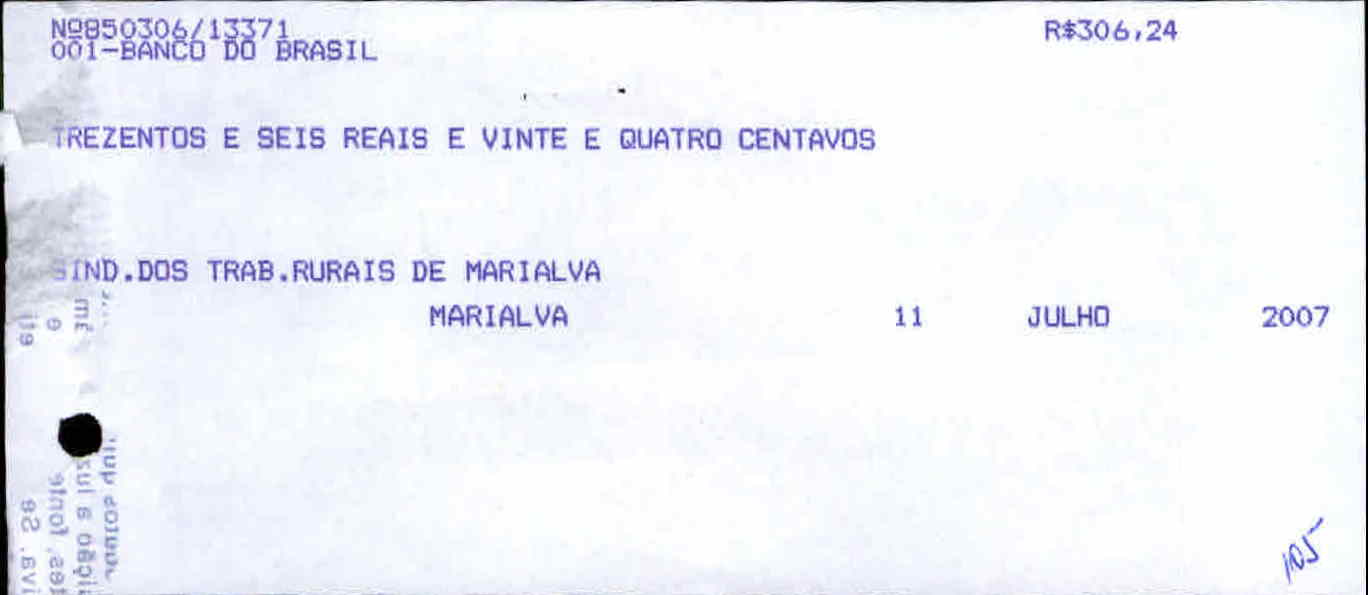 Nº850306/13371 R$306,24
001-BANCO DO BRASIL
TREZENTOS E SEIS REAIS E VINTE E QUATRO CENTAVOS
SIND.DOS TRAB.RURAIS DE MARIALVA
MARIALVA 11 JULHO 2007
105